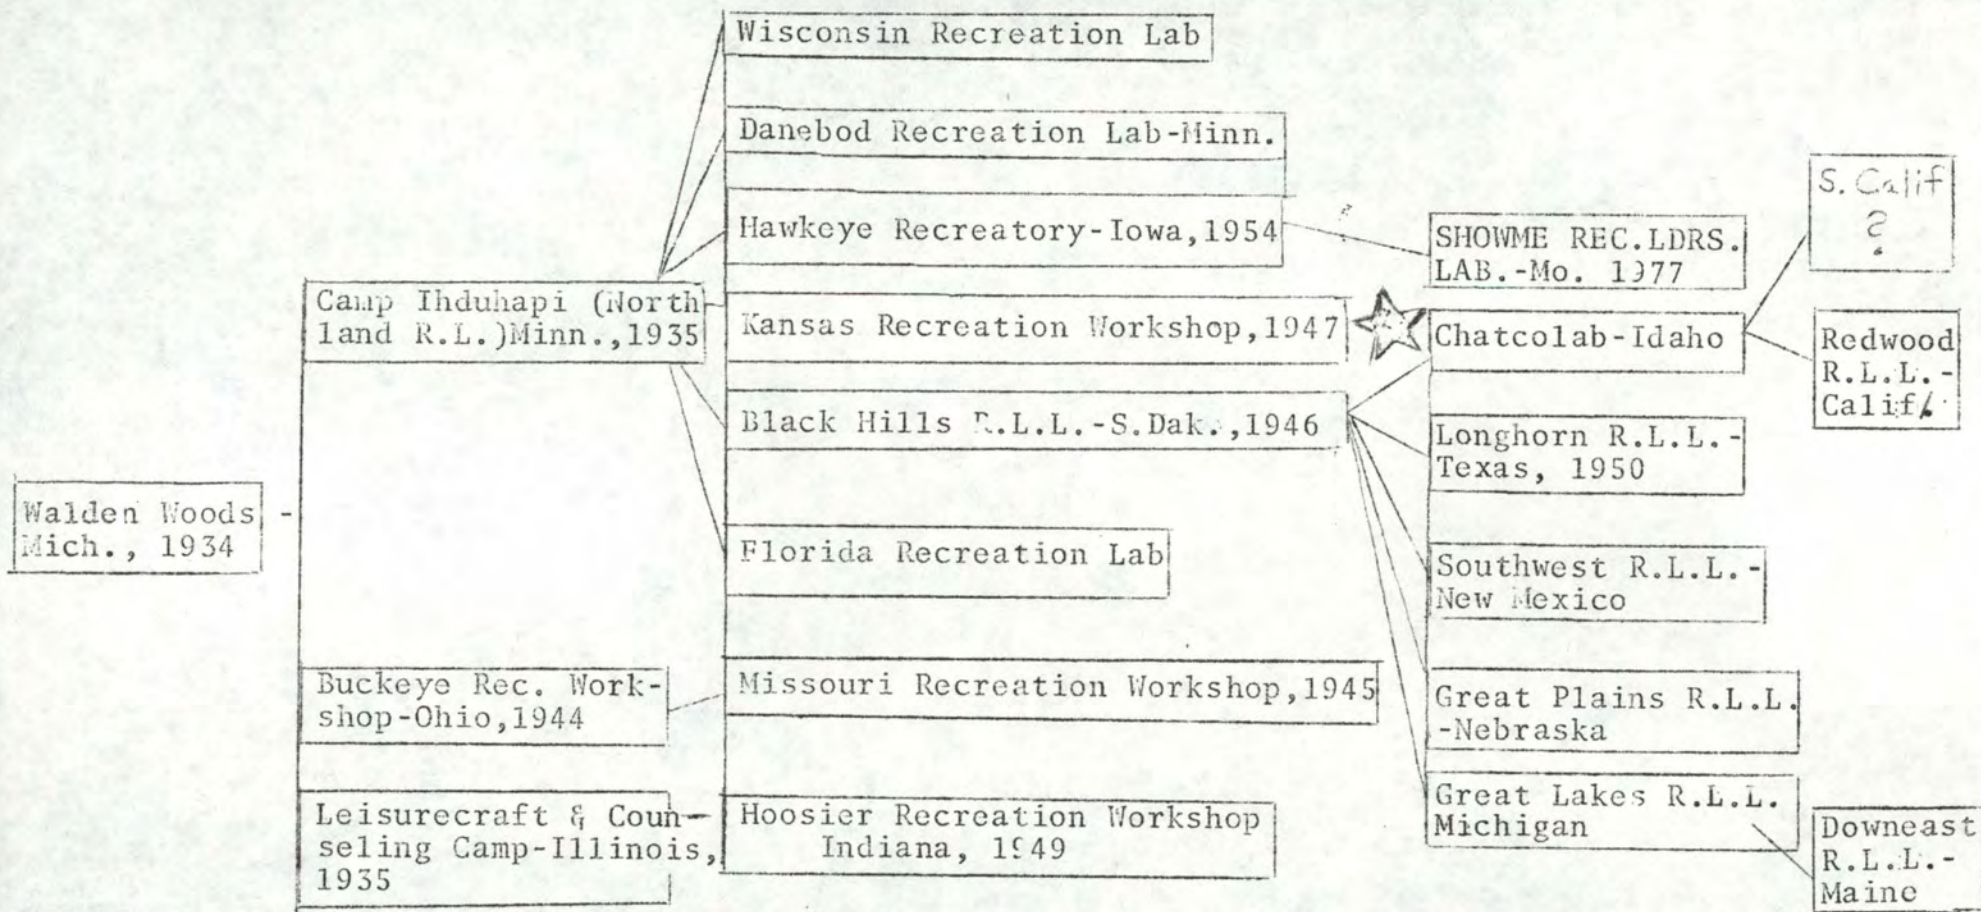 Walden Woods
Mich., 1934
Camp Ihduhapi (North
land R.L.)Minn.,1935
Buckeye Rec. Work-
shop-Ohio,1944
Leisurecraft & Coun-
seling Camp-Illinois,
1935
Wisconsin Recreation Lab
Danebod Recreation Lab-Minn.
Hawkeye Recreatory-Iowa,1954
Kansas Recreation Workshop,1947
Black Hills R.L.L.-S.Dak.,1946
Florida Recreation Lab
Missouri Recreation Workshop,1945
Hoosier Recreation Workshop
Indiana, 1949
SHOWME REC.LDRS.
LAB.-Mo. 1977
Chatcolab-Idaho
Longhorn R.L.L.-
Texas, 1950
Southwest R.L.L.-
New Mexico
Great Plains R.L.L.
-Nebraska
Great Lakes R.L.L.
Michigan
S. Calif
?
Redwood
R.L.L.-
Calif.
Downeast
R.L.L.-
Maine